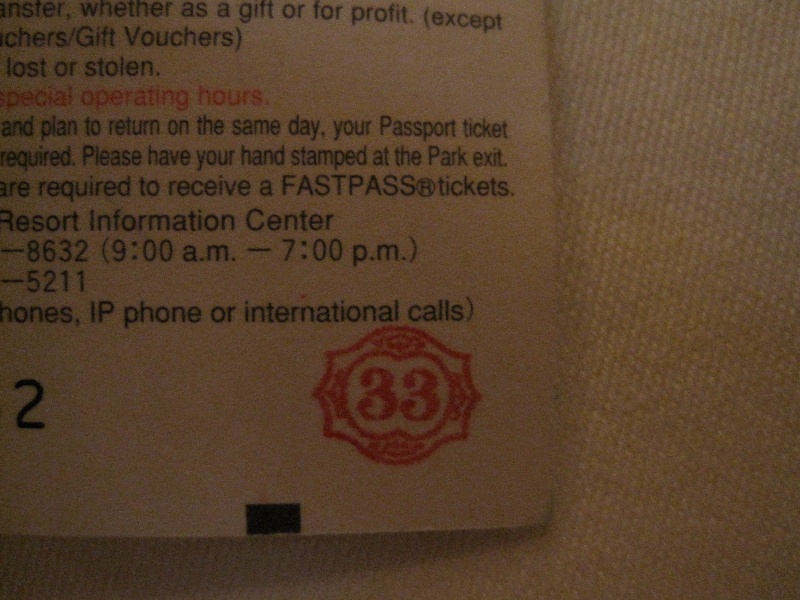 whether as a gift or for profit. (except
/Gift Vouchers)
lost or stolen.
special operating hours.
and plan to return on the same day, your Passport ticket
required. Please have your hand stamped at the Park exit.
are required to receive a FASTPASS®tickets.
Resort Information Center
—8632 (9:00 a.m. — 7:00 p.m.)
—5211
IP phone or international calls)
2
33